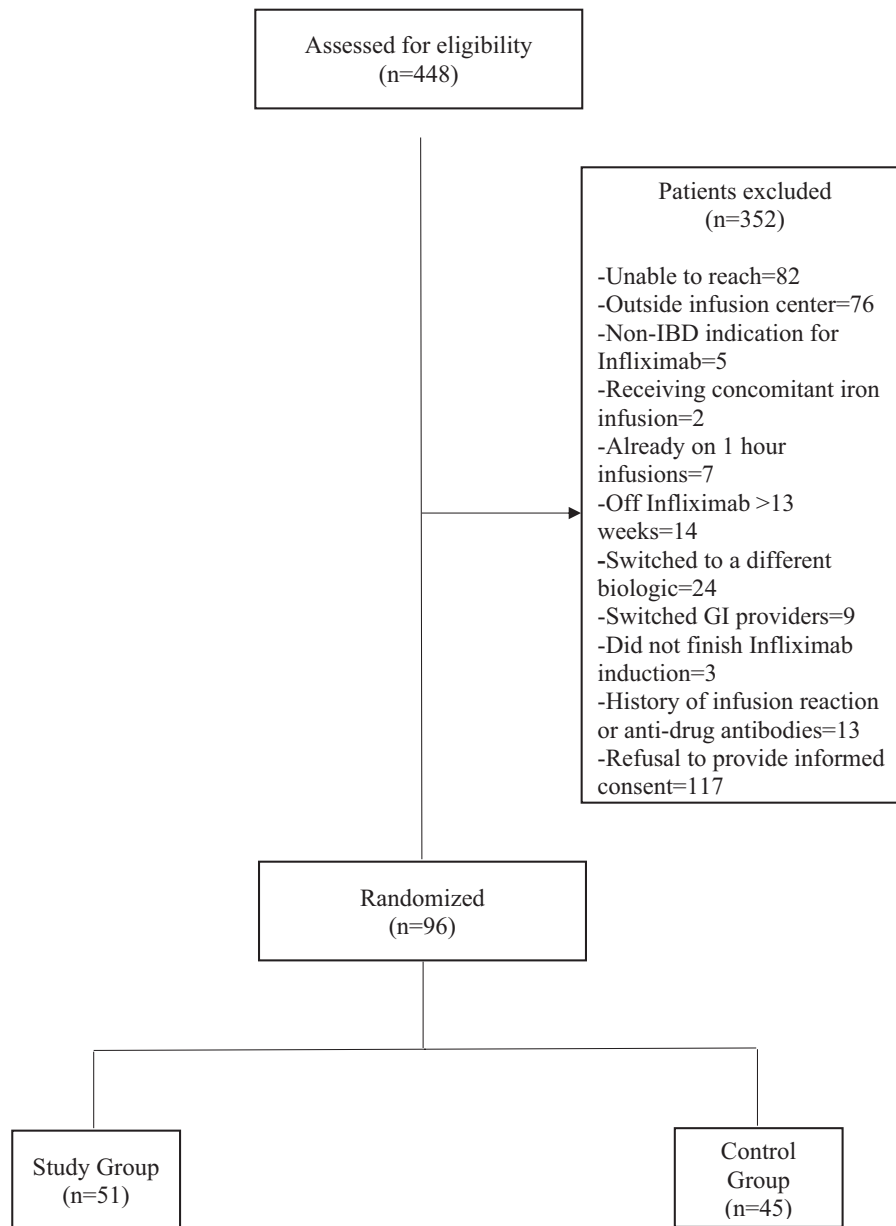 Assessed for eligibility
(n=448)
Patients excluded
(n=352)
-Unable to reach=82
-Outside infusion center=76
-Non-IBD indication for
Infliximab=5
-Receiving concomitant iron
infusion=2
-Already on 1 hour
infusions=7
-Off Infliximab >13
weeks=14
-Switched to a different
biologic=24
-Switched GI providers=9
-Did not finish Infliximab
induction=3
-History of infusion reaction
or anti-drug antibodies=13
-Refusal to provide informed
consent=117
Randomized
(n=96)
Study Group
(n=51)
Control
Group
(n=45)